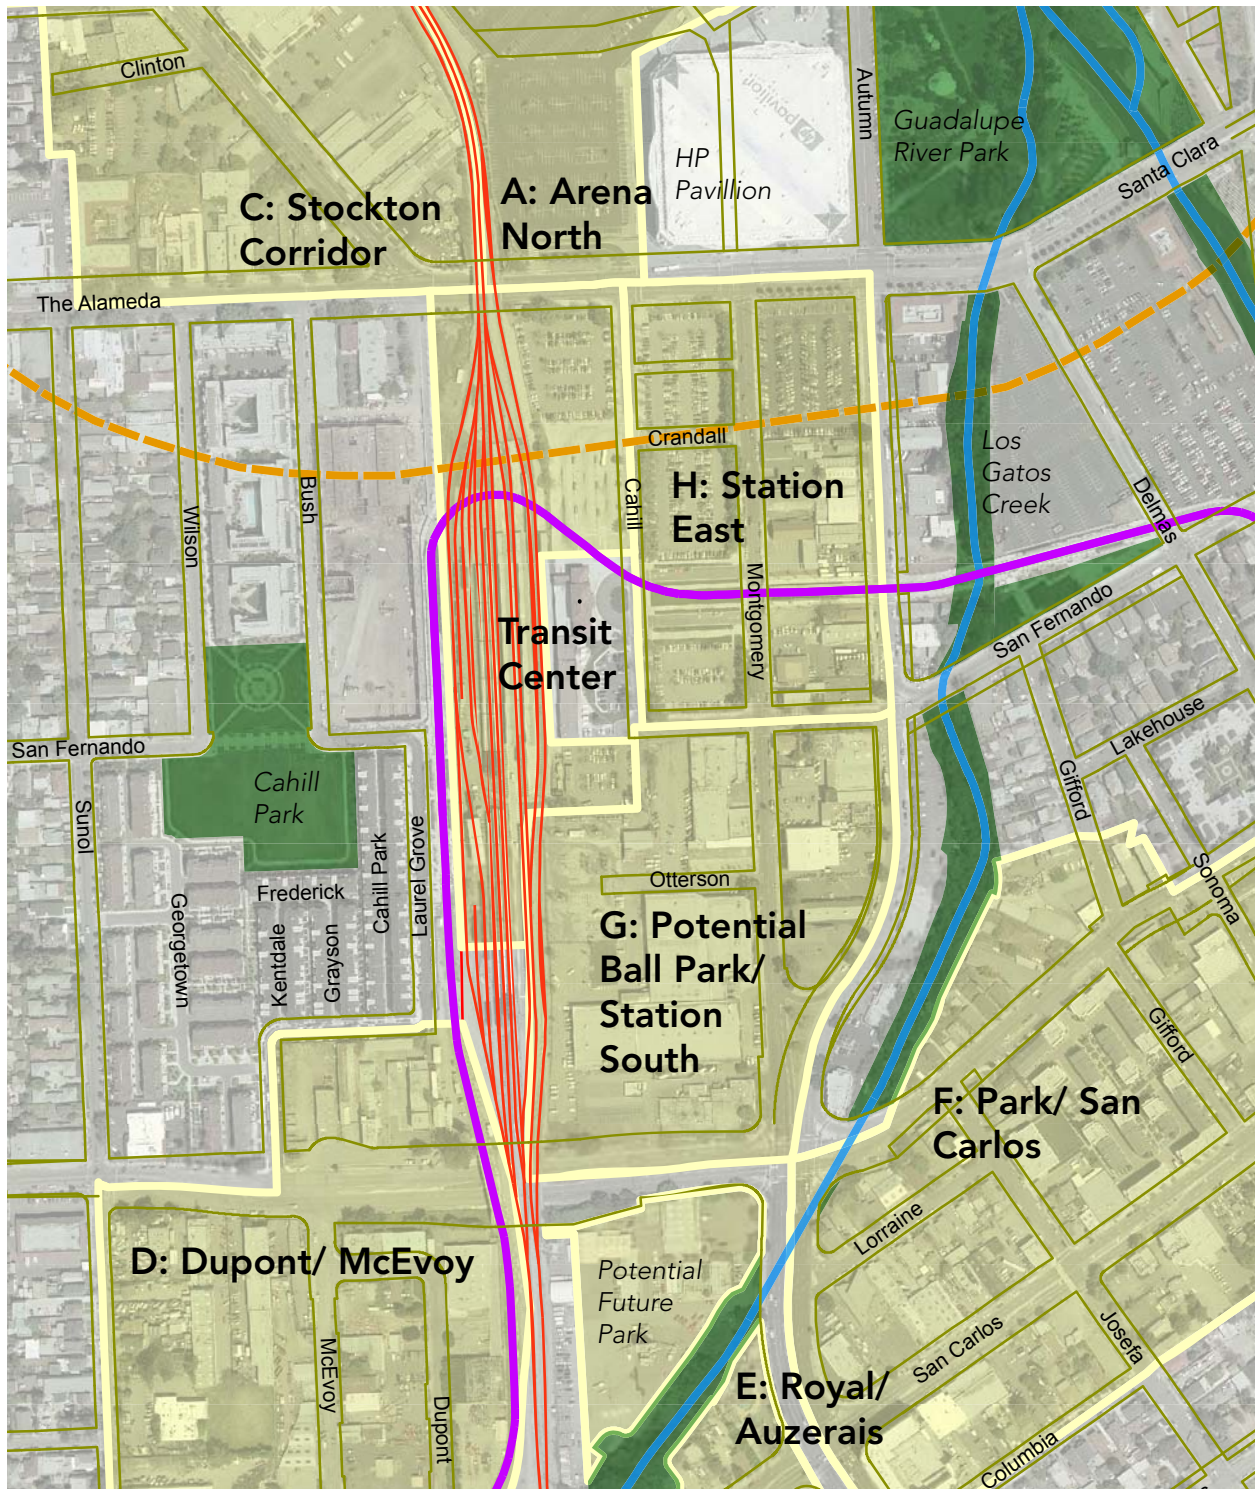 Clinton
Autumn
Guadalupe
River Park
HP
Pavillion
hp pavilion
Santa Clara
C: Stockton
Corridor
A: Arena
North
The Alameda
Crandall
Los
Gatos
Creek
Wilson
Bush
Cahill
H: Station
East
Delmas
Montgomery
Transit
Center
San Fernando
San Fernando
Lakehouse
Gifford
Cahill
Park
Sunol
Georgetown
Frederick
Kentdale
Grayson
Cahill Park
Laurel Grove
Otterson
Sonoma
G: Potential
Ball Park/
Station
South
Gifford
F: Park/ San
Carlos
Lorraine
D: Dupont/ McEvoy
Potential
Future
Park
McEvoy
Dupont
San Carlos
Josefa
E: Royal/
Auzerais
Columbia